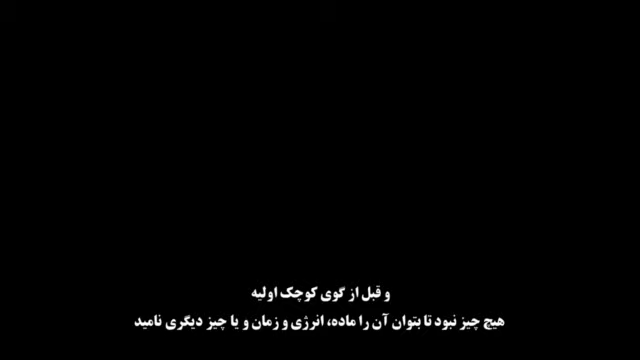 و قبل از گوی کوچک اولیه
هیچ چیز نبود تا بتوان آن را ماده، انرژی و زمان و یا چیز دیگری نامید